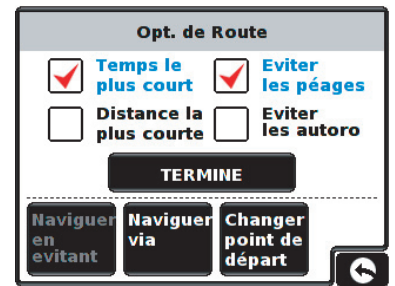 Opt. de Route
Temps le
plus court
Eviter
les péages
Distance la
plus courte
Eviter
les autoro
TERMINE
Naviguer
en
evitant
Naviguer
via
Changer
point de
départ